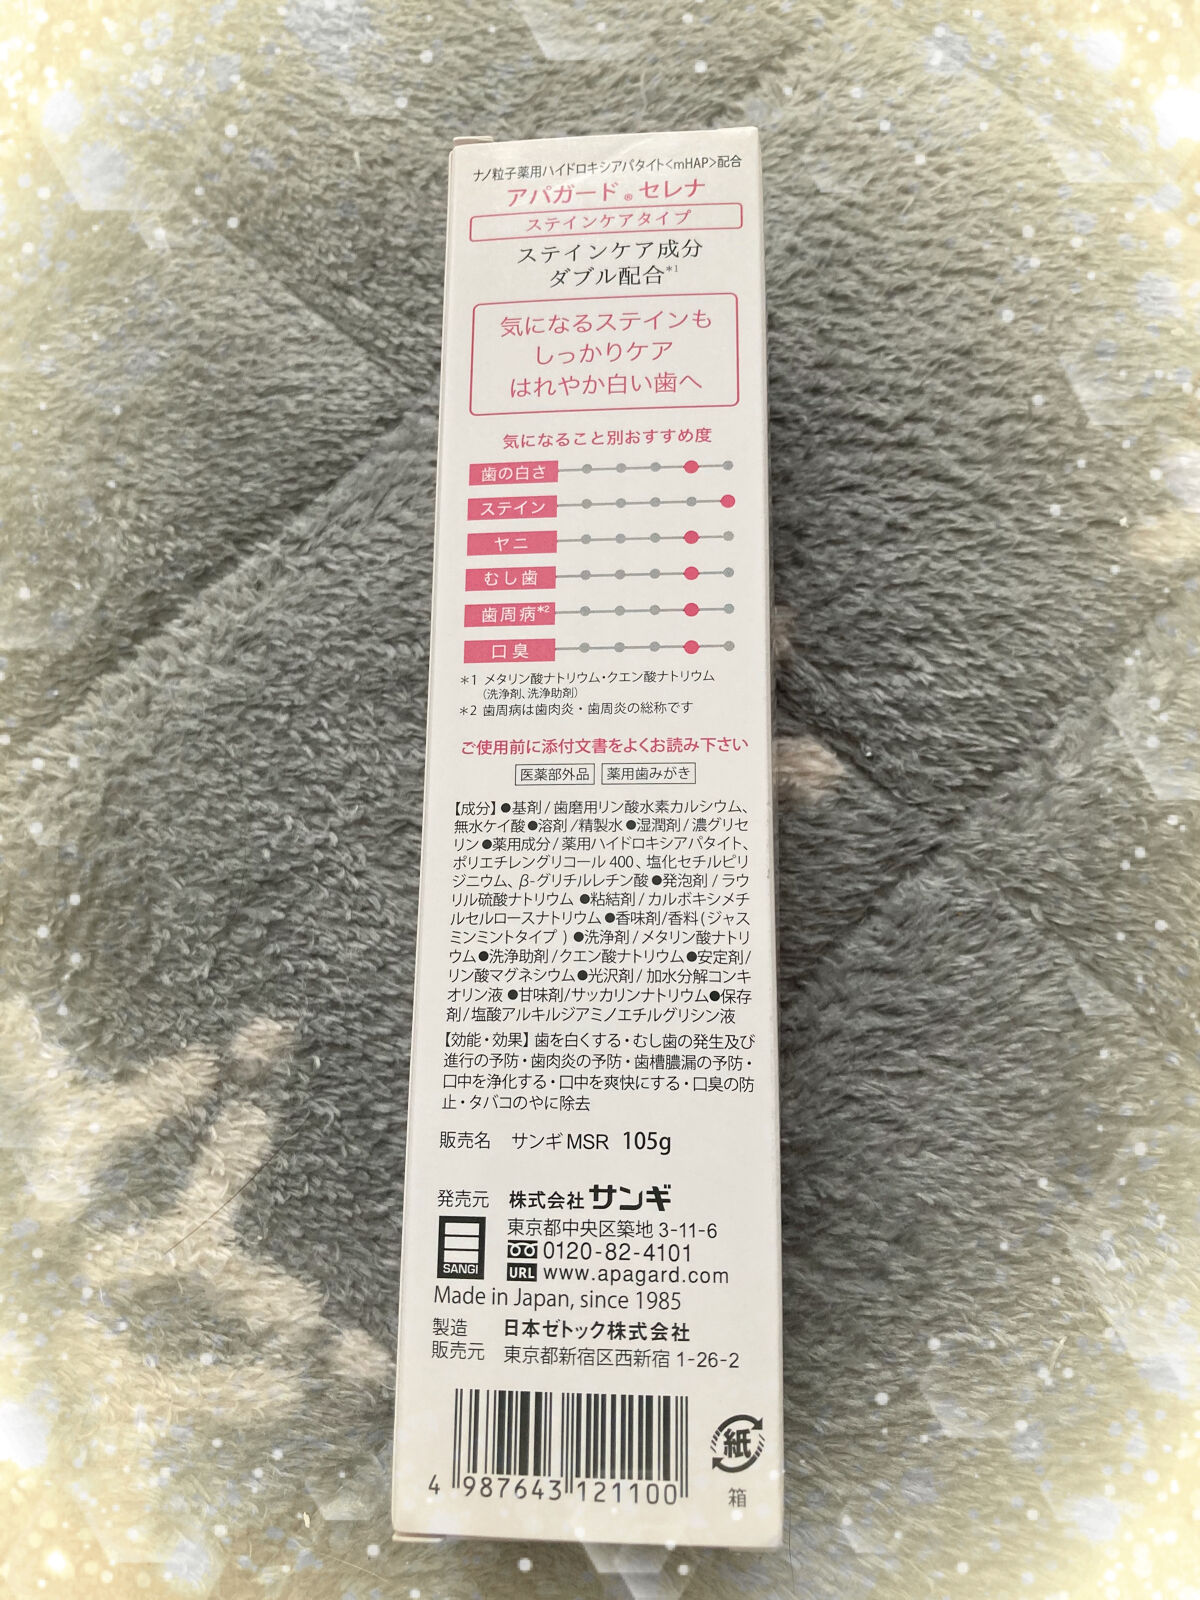 ナノ粒子薬用ハイドロキシアパタイト<mHAP>配合
アパガード®セレナ
ステインケアタイプ
ステインケア成分
ダブル配合*1
気になるステインも
しっかりケア
はれやか白い歯へ
気になること別おすすめ度
歯の白さ
ステイン
ヤニ
むし歯
歯周病*2
口臭
*1 メタリン酸ナトリウム・クエン酸ナトリウム
(洗浄剤、洗浄助剤)
*2 歯周病は歯肉炎・歯周炎の総称です
ご使用前に添付文書をよくお読み下さい
医薬部外品 薬用歯みがき
【成分】●基剤/歯磨用リン酸水素カルシウム、
無水ケイ酸●溶剤/精製水●湿潤剤/濃グリセ
リン●薬用成分/薬用ハイドロキシアパタイト、
ポリエチレングリコール400、塩化セチルピリ
ジニウム、β-グリチルレチン酸●発泡剤/ラウ
リル硫酸ナトリウム●粘結剤/カルボキシメチ
ルセルロースナトリウム●香味剤/香料(ジャス
ミンミントタイプ)●洗浄剤/メタリン酸ナトリ
ウム●洗浄助剤/クエン酸ナトリウム●安定剤/
リン酸マグネシウム●光沢剤/加水分解コンキ
オリン液●甘味剤/サッカリンナトリウム●保存
剤/塩酸アルキルジアミノエチルグリシン液
【効能・効果】歯を白くする・むし歯の発生及び
進行の予防・歯肉炎の予防・歯槽膿漏の予防・
口中を浄化する・口中を爽快にする・口臭の防
止・タバコのやに除去
販売名 サンギMSR 105g
発売元 株式会社サンギ
SANGI
東京都中央区築地 3-11-6
0120-82-4101
URL www.apagard.com
Made in Japan, since 1985
製造
販売元
日本ゼトック株式会社
東京都新宿区西新宿 1-26-2
4 987643 121100
紙
箱